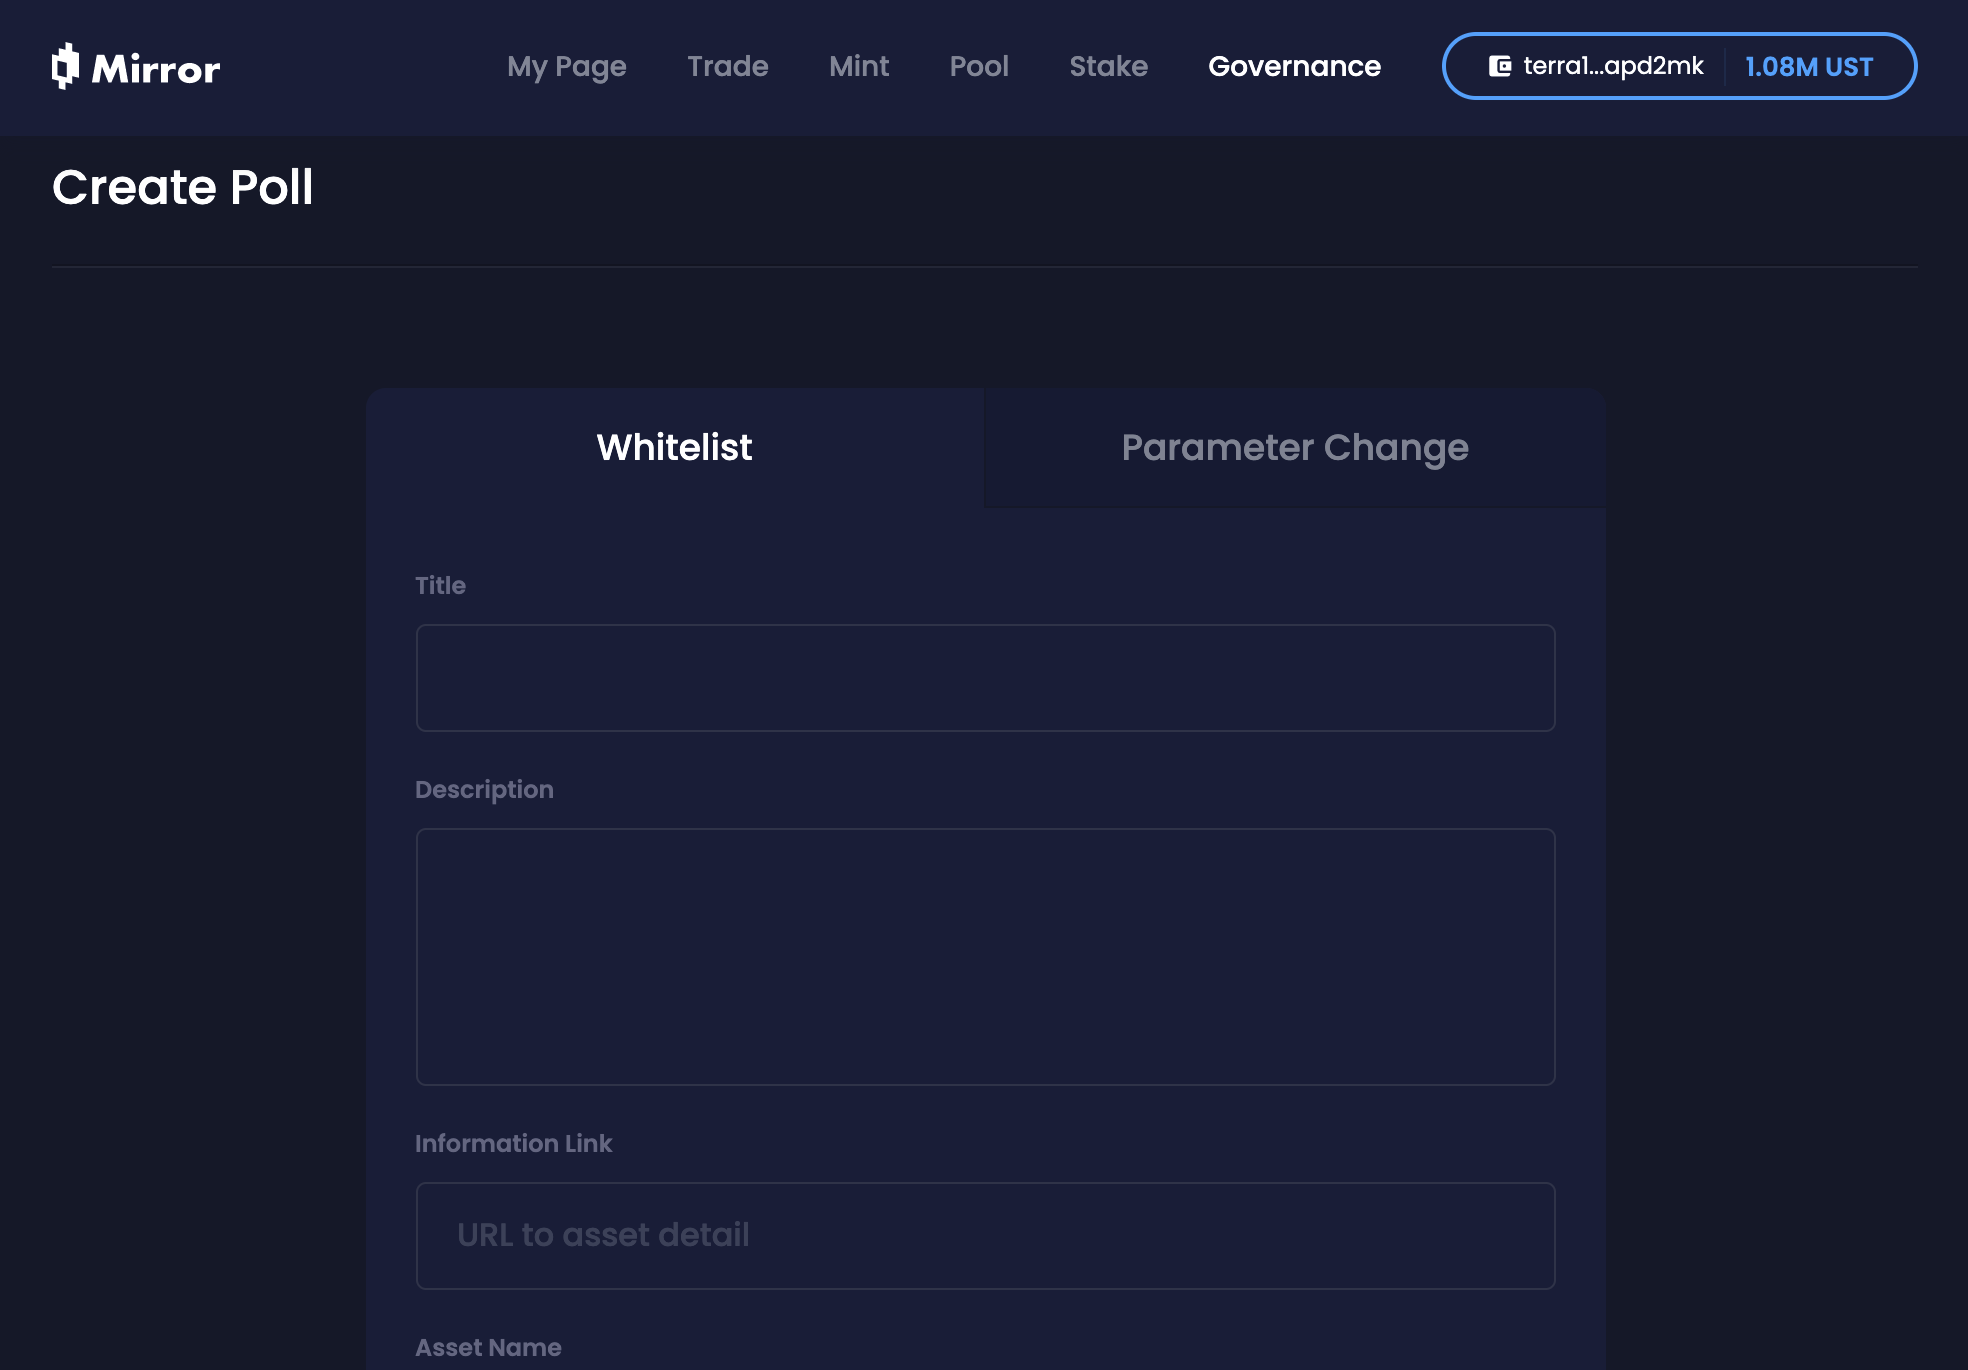 Mirror
My Page Trade Mint Pool Stake Governance terra1...apd2mk 1.08M UST
Create Poll
Whitelist Parameter Change
Title
Description
Information Link
URL to asset detail
Asset Name